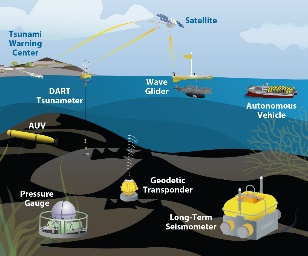 Satellite
Tsunami
Warning
Center
DART
Tsunameter
Wave
Glider
Autonomous
Vehicle
AUV
Geodetic
Transponder
Pressure
Gauge
Long-Term
Seismometer